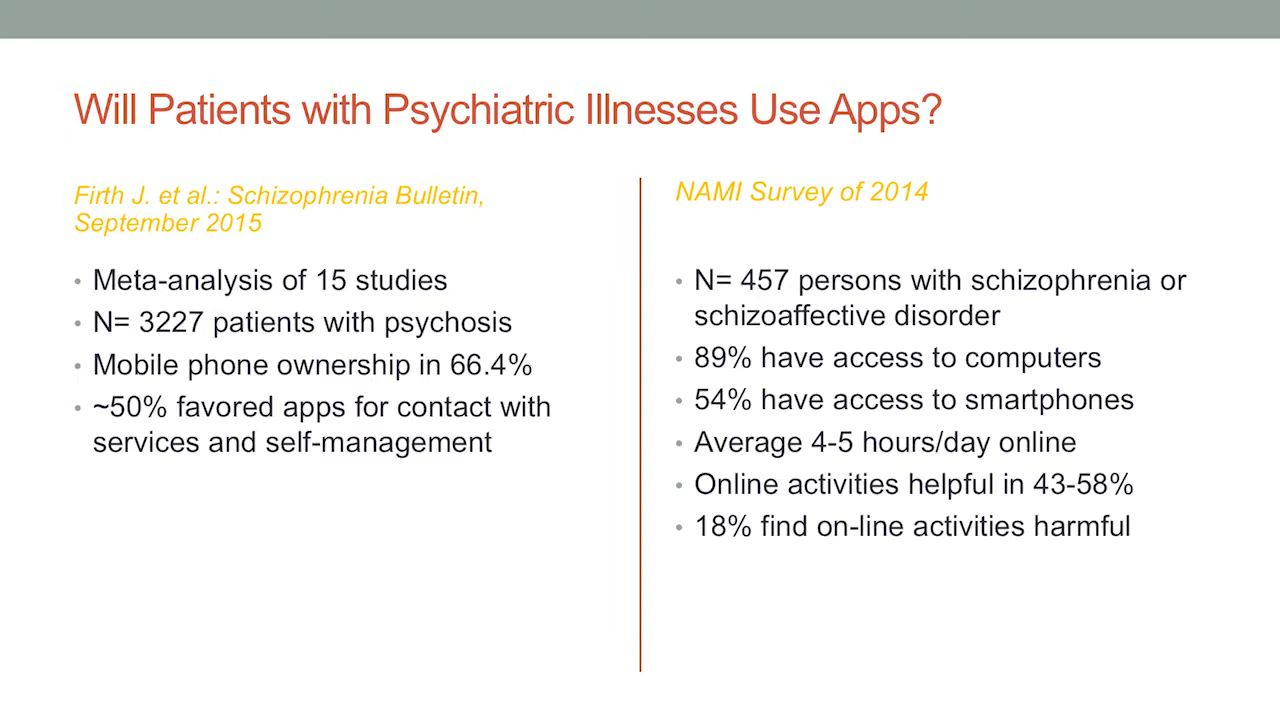 Will Patients with Psychiatric Illnesses Use Apps?
Firth J. et al.: Schizophrenia Bulletin,
September 2015
• Meta-analysis of 15 studies
• N= 3227 patients with psychosis
• Mobile phone ownership in 66.4%
• ~50% favored apps for contact with
services and self-management
NAMI Survey of 2014
• N= 457 persons with schizophrenia or
schizoaffective disorder
• 89% have access to computers
• 54% have access to smartphones
• Average 4-5 hours/day online
• Online activities helpful in 43-58%
• 18% find on-line activities harmful